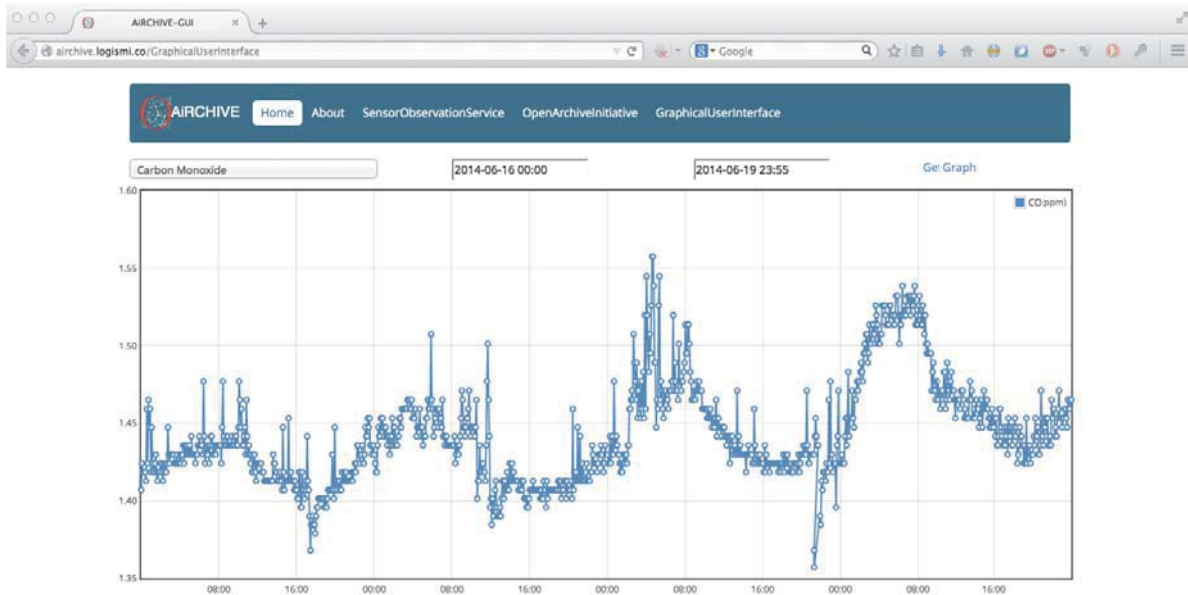 AiRCHIVE-GUI × +
airchive.logismi.co/GraphicalUserInterface Google
AiRCHIVE Home About SensorObservationService OpenArchiveInitiative GraphicalUserInterface
Carbon Monoxide 2014-06-16 00:00 2014-06-19 23:55 Get Graph
1.60
CO(ppm)
1.55
1.50
1.45
1.40
1.35
08:00 16:00 00:00 08:00 16:00 00:00 08:00 16:00 00:00 08:00 16:00